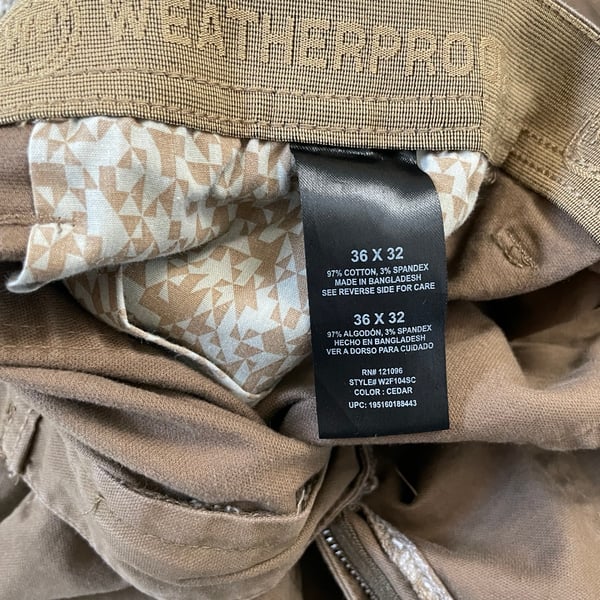 WEATHERPROO
36 X 32
97% COTTON, 3% SPANDEX
MADE IN BANGLADESH
SEE REVERSE SIDE FOR CARE
36 X 32
97% ALGODÓN, 3% SPANDEX
HECHO EN BANGLADESH
VER A DORSO PARA CUIDADO
RN# 121096
STYLE# W2F104SC
COLOR : CEDAR
UPC: 195160188443